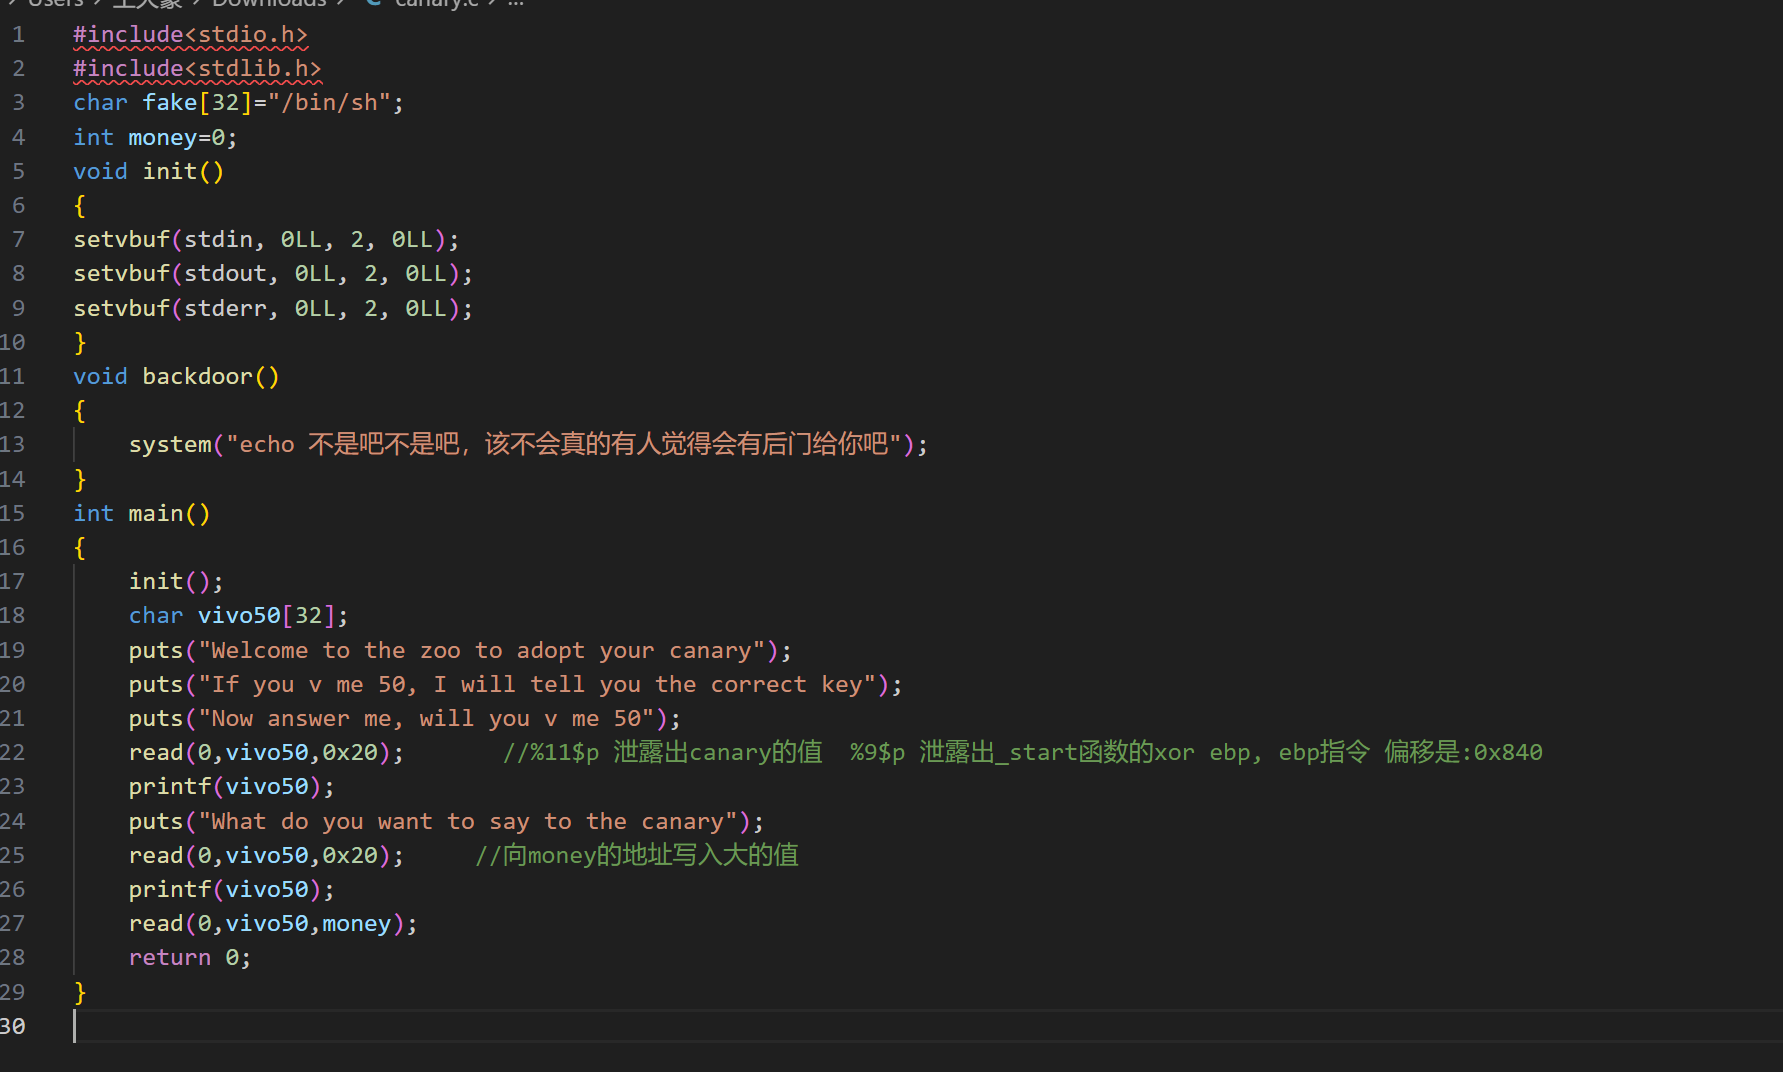 Users > 王大蒙 > Downloads > C canary.c > ...
1 #include<stdio.h>
2 #include<stdlib.h>
3 char fake[32]="/bin/sh";
4 int money=0;
5 void init()
6 {
7 setvbuf(stdin, 0LL, 2, 0LL);
8 setvbuf(stdout, 0LL, 2, 0LL);
9 setvbuf(stderr, 0LL, 2, 0LL);
10 }
11 void backdoor()
12 {
13     system("echo 不是吧不是吧，该不会真的有人觉得会有后门给你吧");
14 }
15 int main()
16 {
17     init();
18     char vivo50[32];
19     puts("Welcome to the zoo to adopt your canary");
20     puts("If you v me 50, I will tell you the correct key");
21     puts("Now answer me, will you v me 50");
22     read(0,vivo50,0x20);       //%11$p 泄露出canary的值  %9$p 泄露出_start函数的xor ebp, ebp指令 偏移是:0x840
23     printf(vivo50);
24     puts("What do you want to say to the canary");
25     read(0,vivo50,0x20);     //向money的地址写入大的值
26     printf(vivo50);
27     read(0,vivo50,money);
28     return 0;
29 }
30